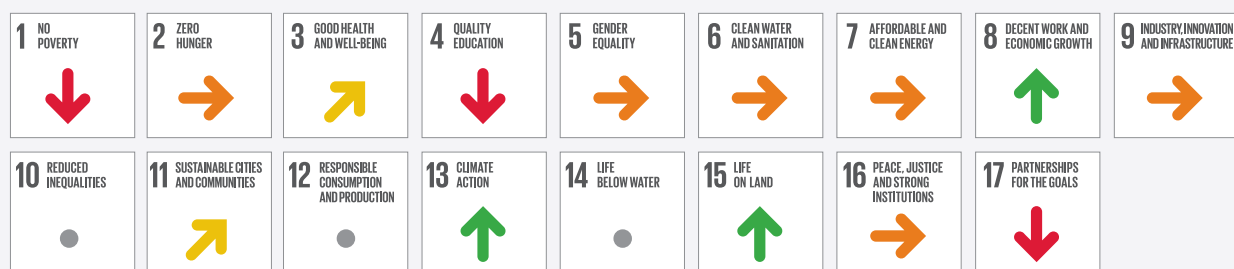 1 NO
POVERTY
2 ZERO
HUNGER
3 GOOD HEALTH
AND WELL-BEING
4 QUALITY
EDUCATION
5 GENDER
EQUALITY
6 CLEAN WATER
AND SANITATION
7 AFFORDABLE AND
CLEAN ENERGY
8 DECENT WORK AND
ECONOMIC GROWTH
9 INDUSTRY, INNOVATION
AND INFRASTRUCTURE
10 REDUCED
INEQUALITIES
11 SUSTAINABLE CITIES
AND COMMUNITIES
12 RESPONSIBLE
CONSUMPTION
AND PRODUCTION
13 CLIMATE
ACTION
14 LIFE
BELOW WATER
15 LIFE
ON LAND
16 PEACE, JUSTICE
AND STRONG
INSTITUTIONS
17 PARTNERSHIPS
FOR THE GOALS